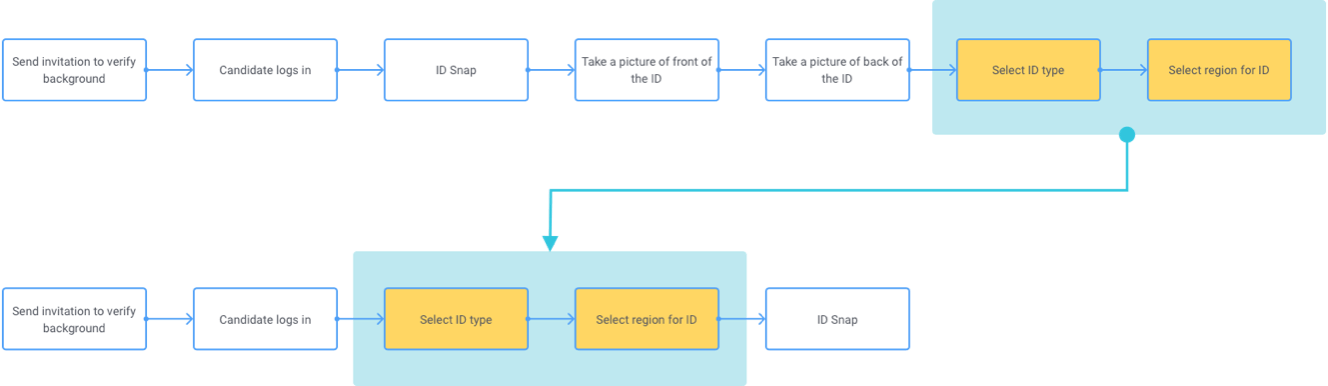 Send invitation to verify
background
Candidate logs in
ID Snap
Take a picture of front of
the ID
Take a picture of back of
the ID
Select ID type
Select region for ID
Send invitation to verify
background
Candidate logs in
Select ID type
Select region for ID
ID Snap